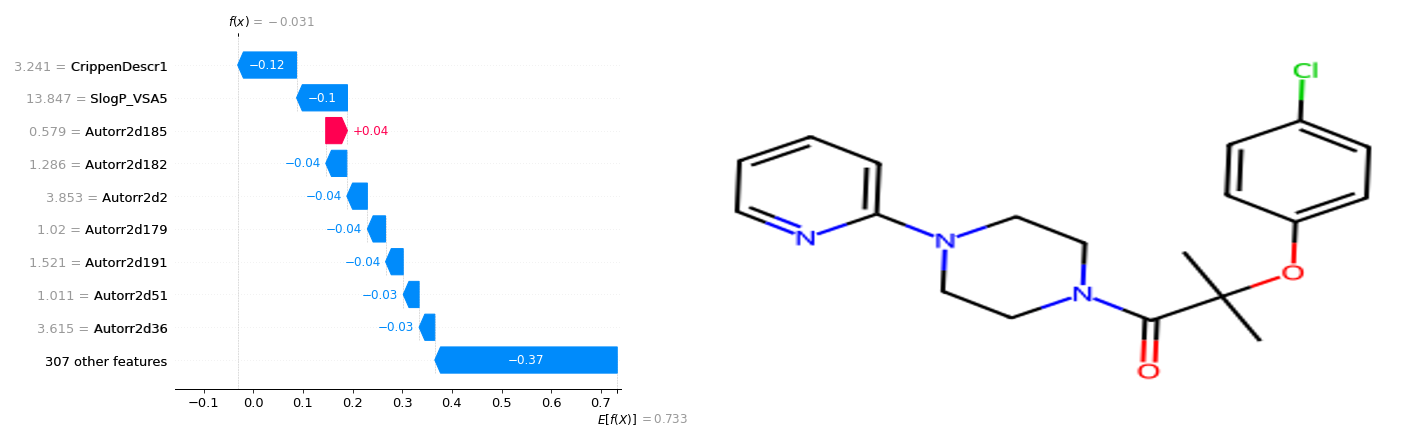 f(x) = −0.031
3.241 = CrippenDescr1
−0.12
13.847 = SlogP_VSA5
−0.1
0.579 = Autorr2d185
+0.04
1.286 = Autorr2d182
−0.04
3.853 = Autorr2d2
−0.04
1.02 = Autorr2d179
−0.04
1.521 = Autorr2d191
−0.04
1.011 = Autorr2d51
−0.03
3.615 = Autorr2d36
−0.03
307 other features
−0.37
−0.1 0.0 0.1 0.2 0.3 0.4 0.5 0.6 0.7
E[f(X)] = 0.733
Cl
N
N
N
O
O